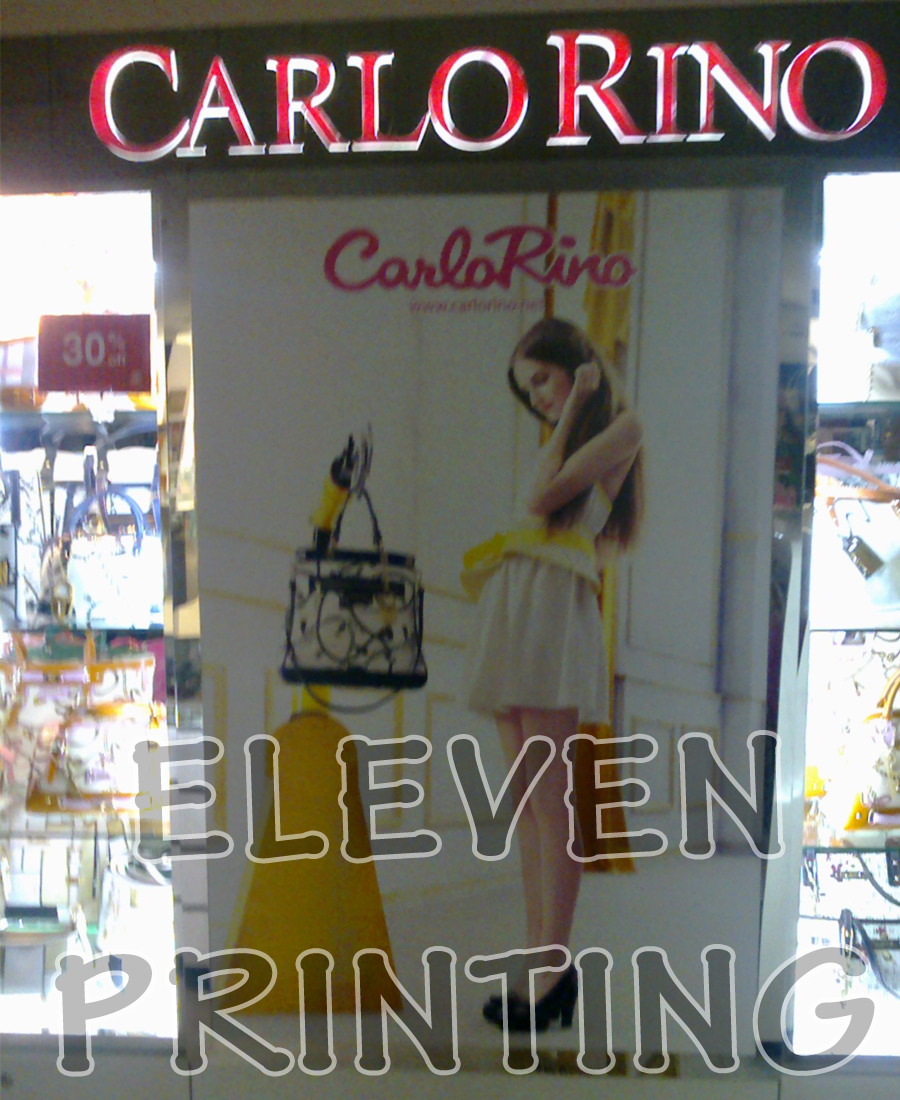 CARLO RINO
CarloRino
www.carlorino.net
30% off
ELEVEN
PRINTING